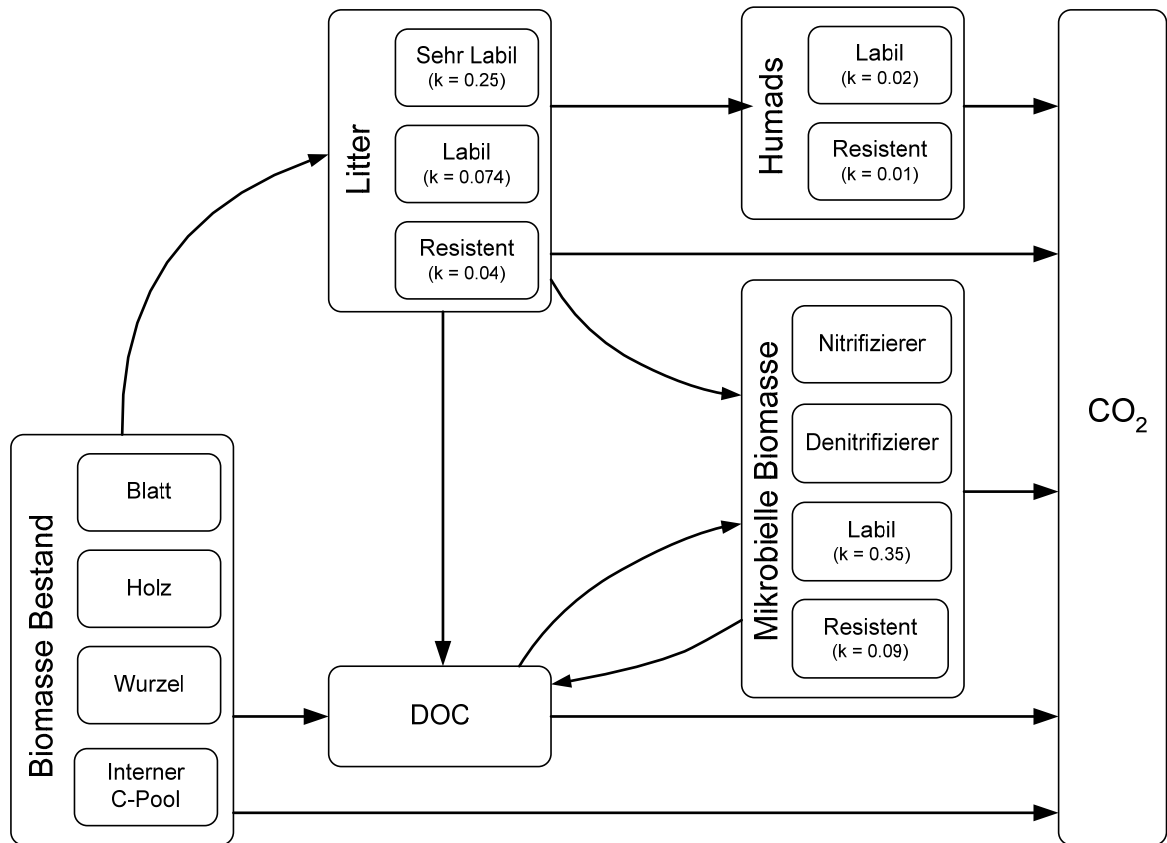 Litter
Sehr Labil
(k = 0.25)
Labil
(k = 0.074)
Resistent
(k = 0.04)
Humads
Labil
(k = 0.02)
Resistent
(k = 0.01)
Mikrobielle Biomasse
Nitrifizierer
Denitrifizierer
Labil
(k = 0.35)
Resistent
(k = 0.09)
CO₂
Biomasse Bestand
Blatt
Holz
Wurzel
Interner
C-Pool
DOC